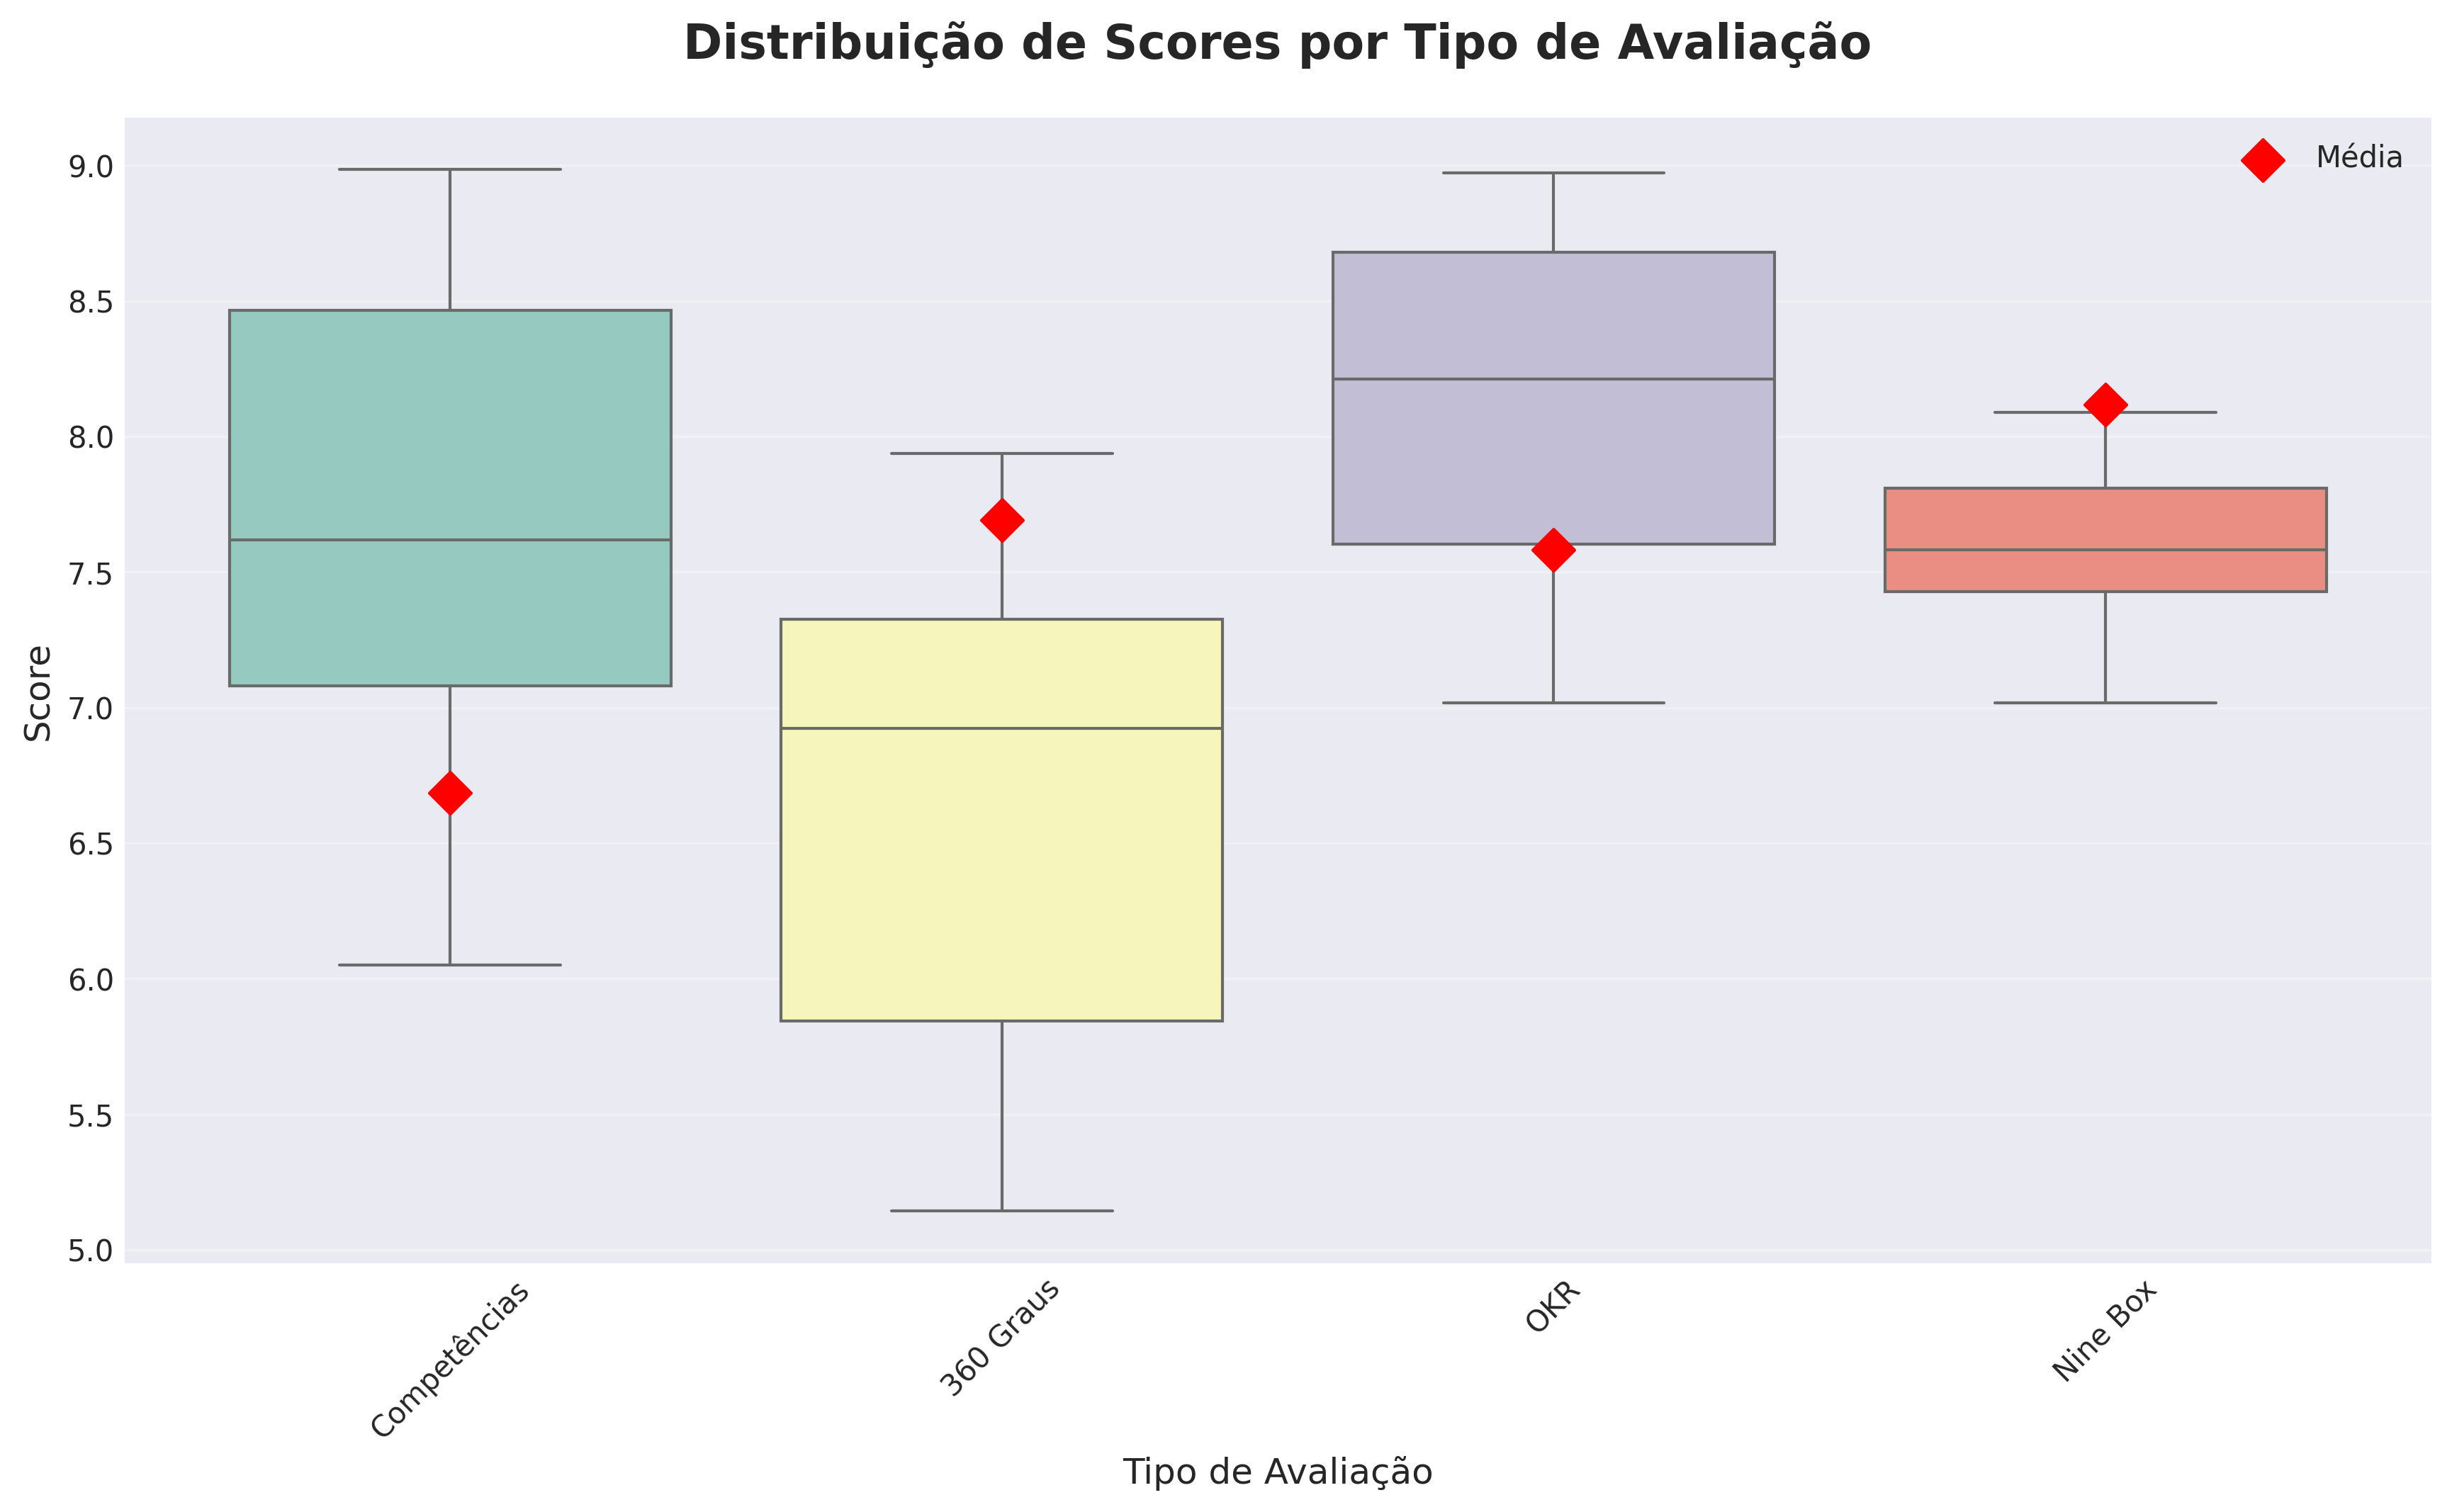 Distribuição de Scores por Tipo de Avaliação
Média
Score
9.0
8.5
8.0
7.5
7.0
6.5
6.0
5.5
5.0
Competências
360 Graus
OKR
Nine Box
Tipo de Avaliação